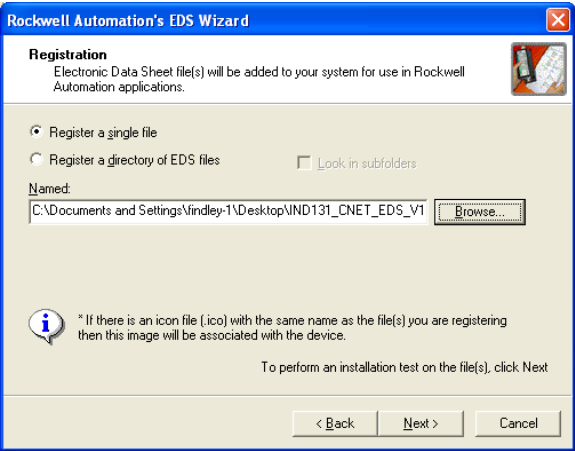 Rockwell Automation's EDS Wizard
Registration
Electronic Data Sheet file(s) will be added to your system for use in Rockwell
Automation applications.
Register a single file
Register a directory of EDS files
Look in subfolders
Named:
C:\Documents and Settings\findley-1\Desktop\IND131_CNET_EDS_V1
Browse...
* If there is an icon file (.ico) with the same name as the file(s) you are registering
then this image will be associated with the device.
To perform an installation test on the file(s), click Next
< Back
Next >
Cancel